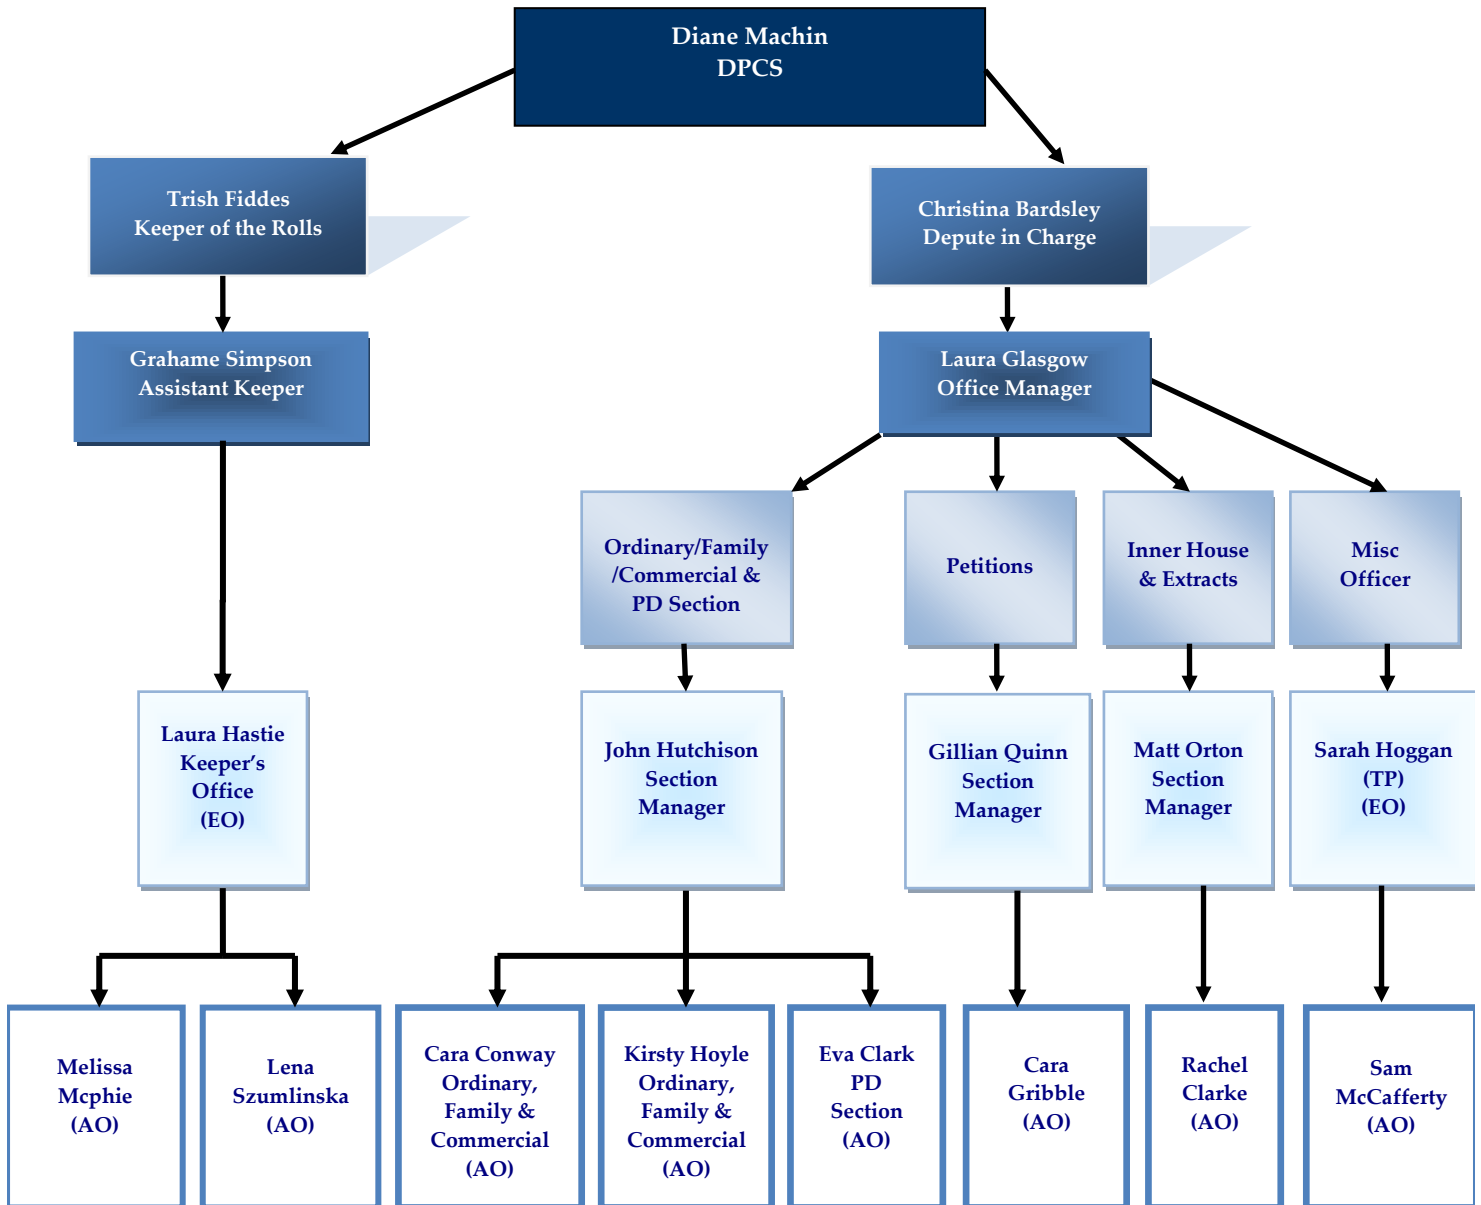 Diane Machin
DPCS
Trish Fiddes
Keeper of the Rolls
Christina Bardsley
Depute in Charge
Grahame Simpson
Assistant Keeper
Laura Glasgow
Office Manager
Ordinary/Family
/Commercial &
PD Section
Petitions
Inner House
& Extracts
Misc
Officer
Laura Hastie
Keeper’s
Office
(EO)
John Hutchison
Section
Manager
Gillian Quinn
Section
Manager
Matt Orton
Section
Manager
Sarah Hoggan
(TP)
(EO)
Melissa
Mcphie
(AO)
Lena
Szumlinska
(AO)
Cara Conway
Ordinary,
Family &
Commercial
(AO)
Kirsty Hoyle
Ordinary,
Family &
Commercial
(AO)
Eva Clark
PD
Section
(AO)
Cara
Gribble
(AO)
Rachel
Clarke
(AO)
Sam
McCafferty
(AO)